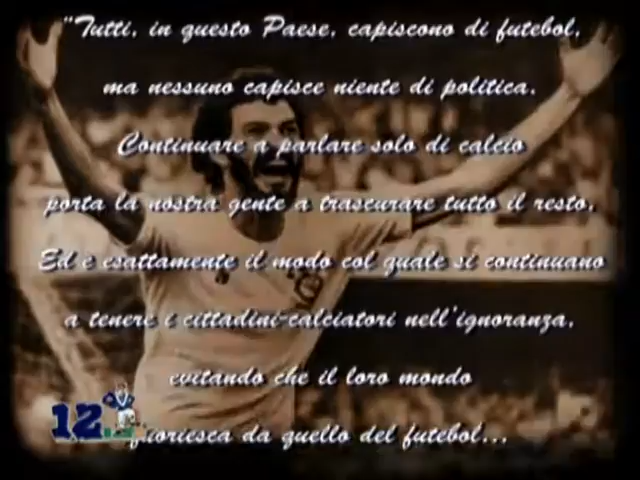 "Tutti, in questo Paese, capiscono di futebol,
ma nessuno capisce niente di politica.
Continuare a parlare solo di calcio
porta la nostra gente a trascurare tutto il resto.
Ed è esattamente il modo col quale si continuano
a tenere i cittadini-calciatori nell'ignoranza,
evitando che il loro mondo
fuoriesca da quello del futebol...
12